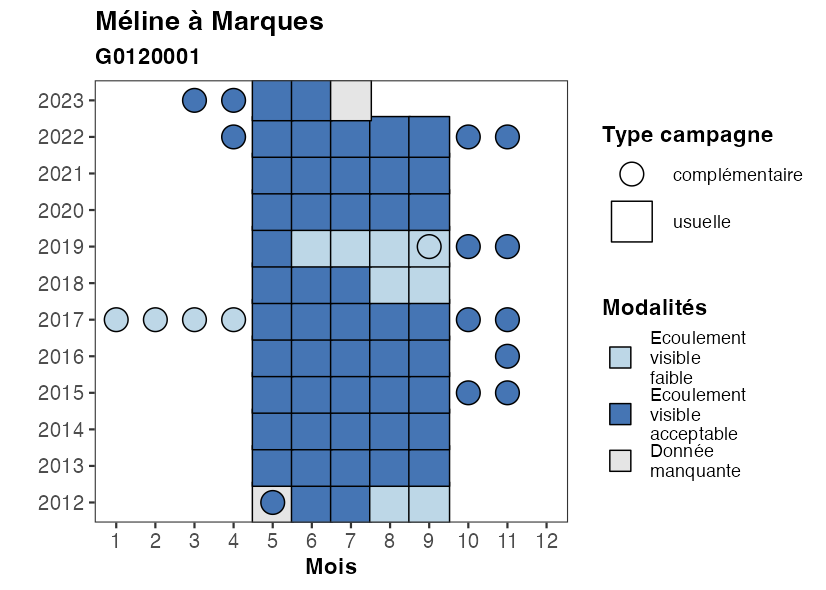 Méline à Marques
G0120001
2023
2022
2021
2020
2019
2018
2017
2016
2015
2014
2013
2012
1 2 3 4 5 6 7 8 9 10 11 12
Mois
Type campagne
complémentaire
usuelle
Modalités
Ecoulement
visible
faible
Ecoulement
visible
acceptable
Donnée
manquante